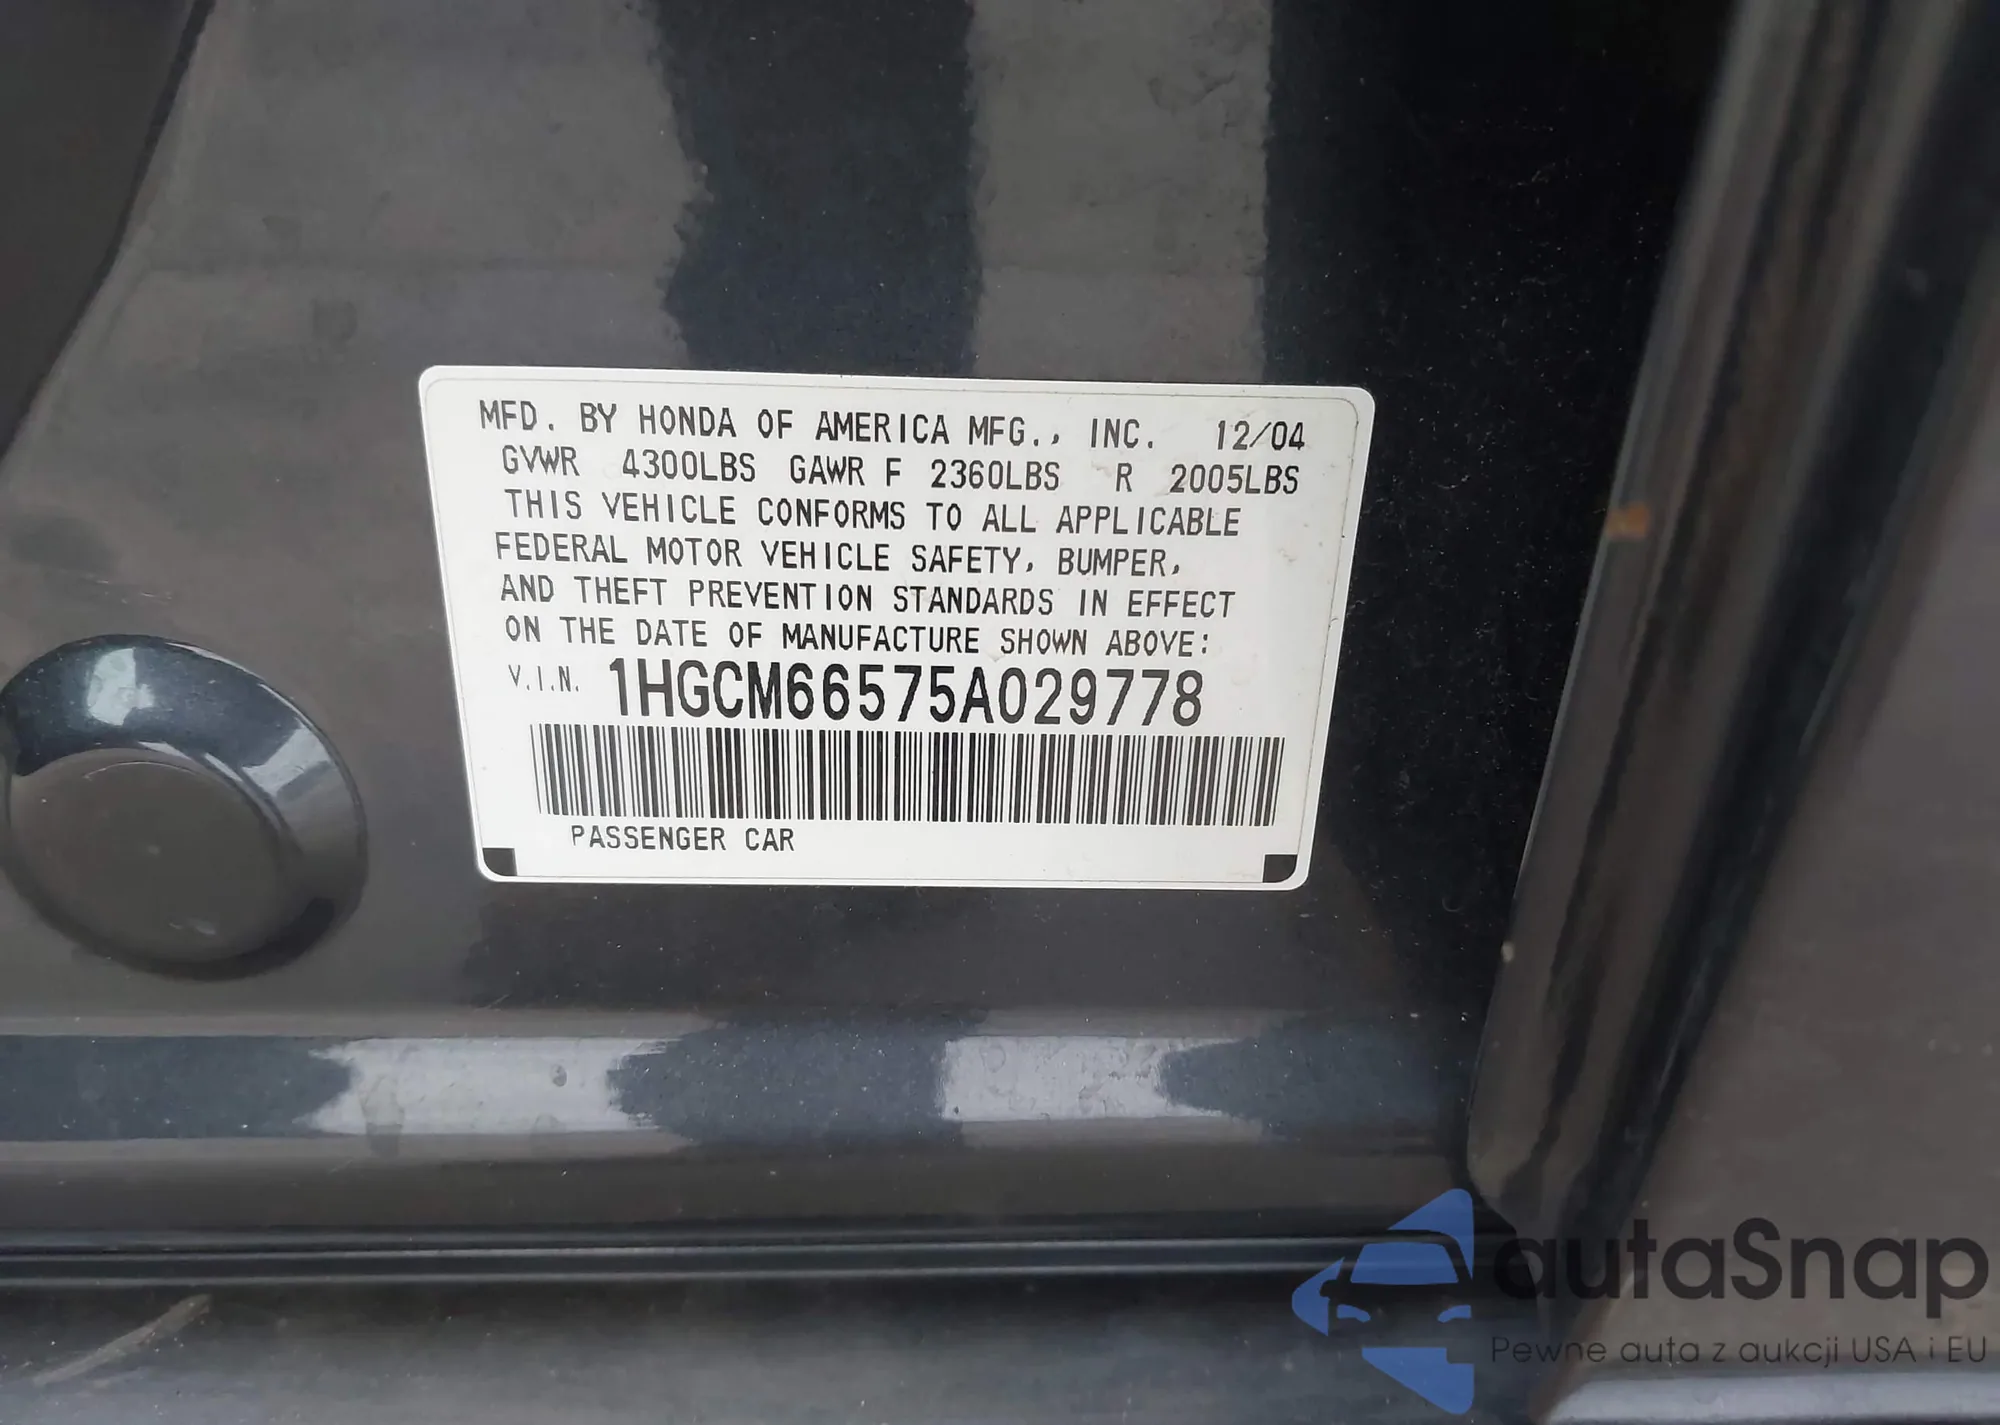 MFD. BY HONDA OF AMERICA MFG., INC. 12/04
GVWR 4300LBS GAWR F 2360LBS R 2005LBS
THIS VEHICLE CONFORMS TO ALL APPLICABLE
FEDERAL MOTOR VEHICLE SAFETY, BUMPER,
AND THEFT PREVENTION STANDARDS IN EFFECT
ON THE DATE OF MANUFACTURE SHOWN ABOVE:
V.I.N. 1HGCM66575A029778
PASSENGER CAR
autaSnap
Pewne auta z aukcji USA i EU